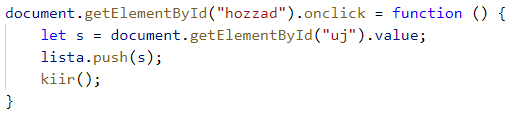 document.getElementById("hozzad").onclick = function () {
    let s = document.getElementById("uj").value;
    lista.push(s);
    kiir();
}